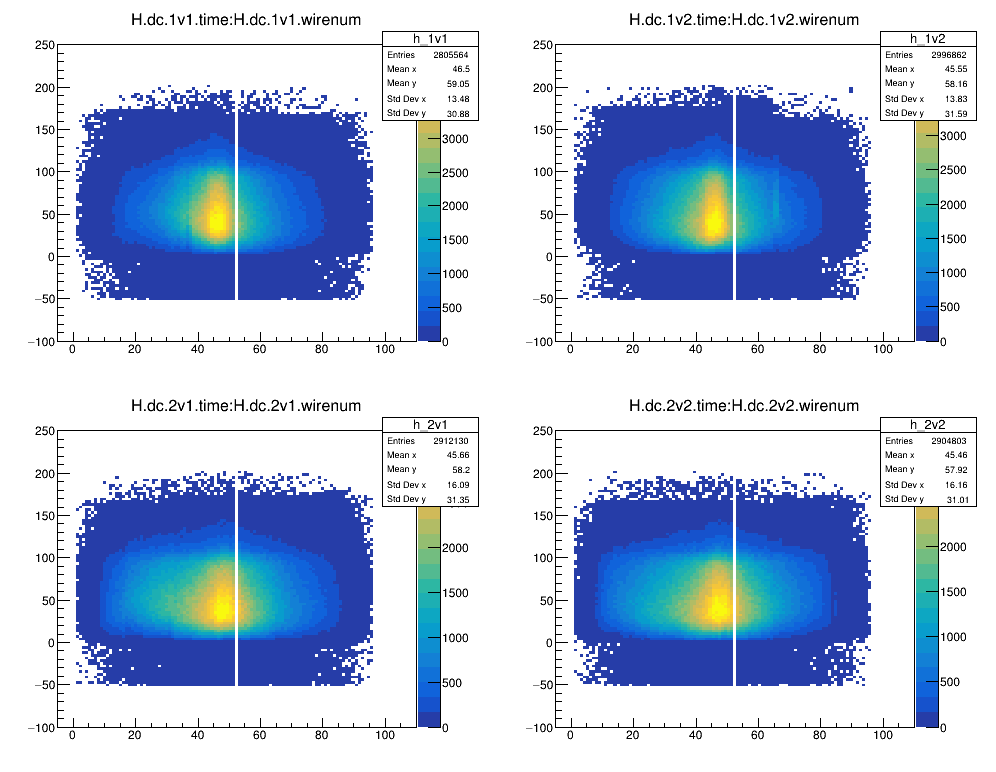 H.dc.1v1.time:H.dc.1v1.wirenum
h_1v1
Entries 2805564
Mean x 46.5
Mean y 59.05
Std Dev x 13.48
Std Dev y 30.88
250
200
150
100
50
0
−50
−100
0 20 40 60 80 100
3000
2500
2000
1500
1000
500
0
H.dc.1v2.time:H.dc.1v2.wirenum
h_1v2
Entries 2996862
Mean x 45.55
Mean y 58.16
Std Dev x 13.83
Std Dev y 31.59
250
200
150
100
50
0
−50
−100
0 20 40 60 80 100
3000
2500
2000
1500
1000
500
0
H.dc.2v1.time:H.dc.2v1.wirenum
h_2v1
Entries 2912130
Mean x 45.66
Mean y 58.2
Std Dev x 16.09
Std Dev y 31.35
250
200
150
100
50
0
−50
−100
0 20 40 60 80 100
2000
1500
1000
500
0
H.dc.2v2.time:H.dc.2v2.wirenum
h_2v2
Entries 2904803
Mean x 45.46
Mean y 57.92
Std Dev x 16.16
Std Dev y 31.01
250
200
150
100
50
0
−50
−100
0 20 40 60 80 100
2000
1500
1000
500
0